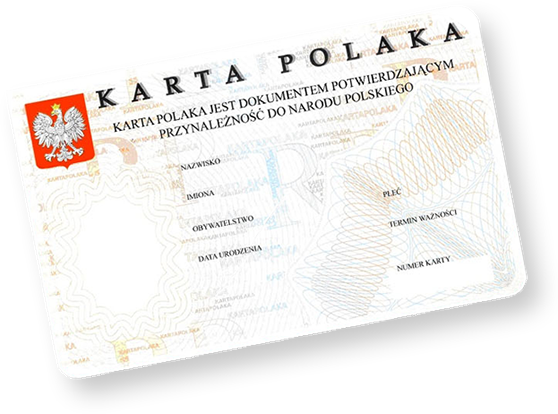 KARTA POLAKA
KARTA POLAKA JEST DOKUMENTEM POTWIERDZAJĄCYM
PRZYNALEŻNOŚĆ DO NARODU POLSKIEGO
NAZWISKO
IMIONA
PŁEĆ
OBYWATELSTWO
TERMIN WAŻNOŚCI
DATA URODZENIA
NUMER KARTY
KARTAPOLAKA